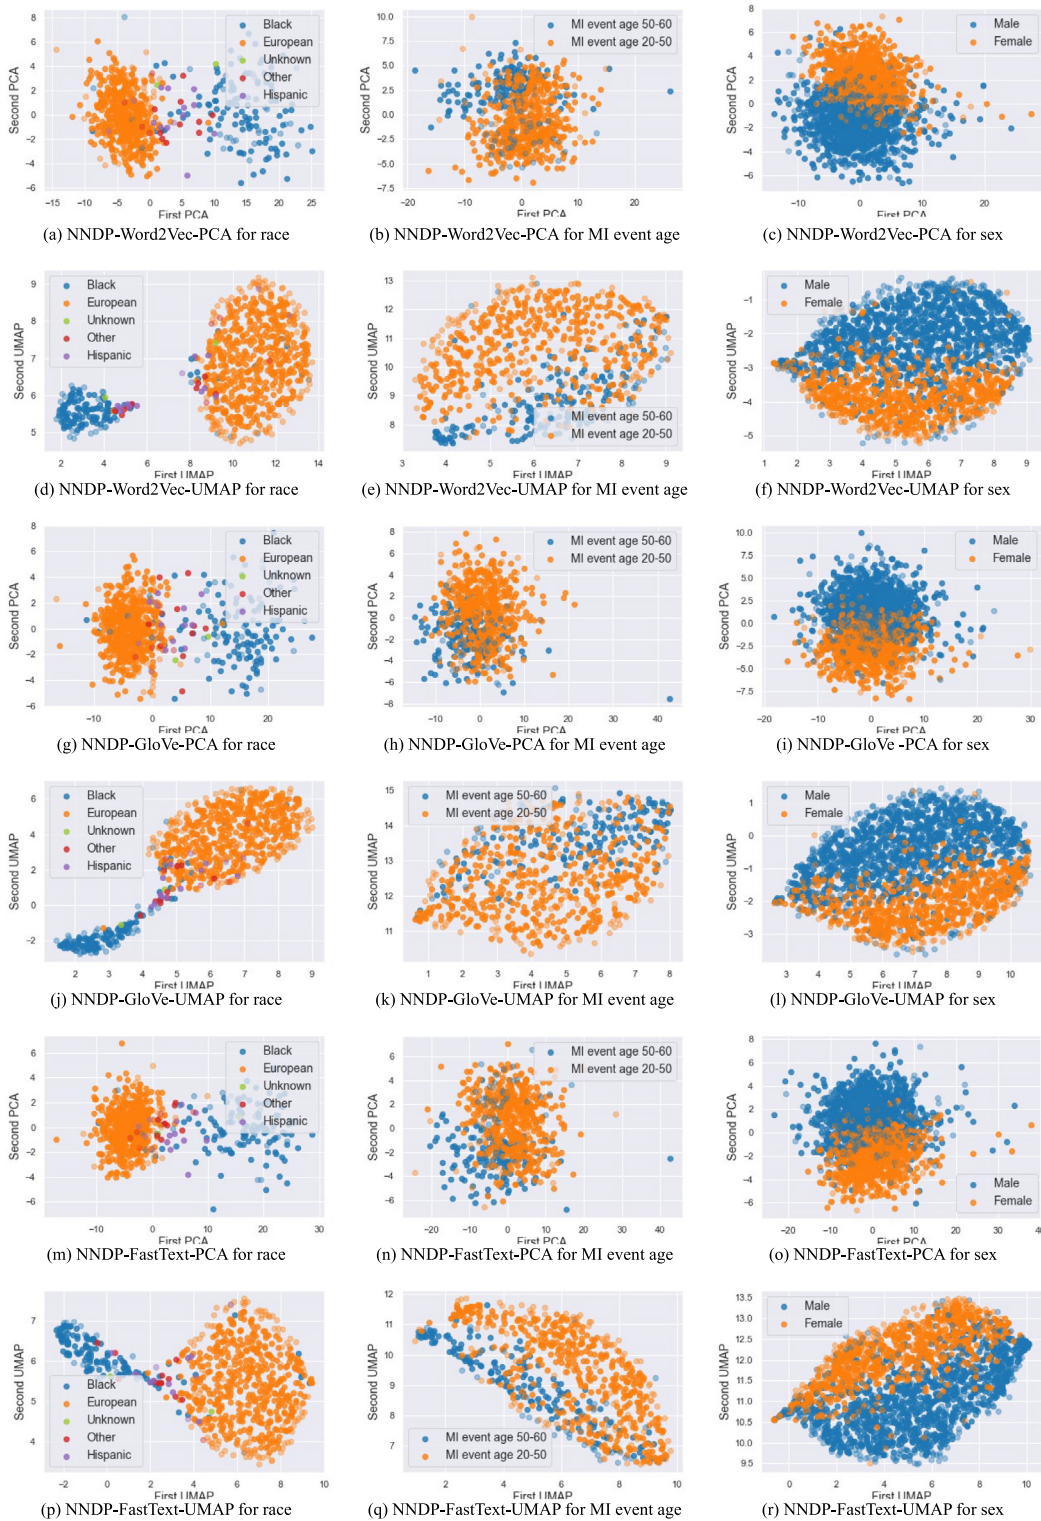 Black
European
Unknown
Other
Hispanic
Second PCA
First PCA
(a) NNDP-Word2Vec-PCA for race
MI event age 50-60
MI event age 20-50
Second PCA
First PCA
(b) NNDP-Word2Vec-PCA for MI event age
Male
Female
Second PCA
First PCA
(c) NNDP-Word2Vec-PCA for sex
Black
European
Unknown
Other
Hispanic
Second UMAP
First UMAP
(d) NNDP-Word2Vec-UMAP for race
MI event age 50-60
MI event age 20-50
Second UMAP
First UMAP
(e) NNDP-Word2Vec-UMAP for MI event age
Male
Female
Second UMAP
First UMAP
(f) NNDP-Word2Vec-UMAP for sex
Black
European
Unknown
Other
Hispanic
Second PCA
First PCA
(g) NNDP-GloVe-PCA for race
MI event age 50-60
MI event age 20-50
Second PCA
First PCA
(h) NNDP-GloVe-PCA for MI event age
Male
Female
Second PCA
First PCA
(i) NNDP-GloVe -PCA for sex
Black
European
Unknown
Other
Hispanic
Second UMAP
First UMAP
(j) NNDP-GloVe-UMAP for race
MI event age 50-60
MI event age 20-50
Second UMAP
First UMAP
(k) NNDP-GloVe-UMAP for MI event age
Male
Female
Second UMAP
First UMAP
(l) NNDP-GloVe-UMAP for sex
Black
European
Unknown
Other
Hispanic
Second PCA
First PCA
(m) NNDP-FastText-PCA for race
MI event age 50-60
MI event age 20-50
Second PCA
First PCA
(n) NNDP-FastText-PCA for MI event age
Male
Female
Second PCA
First PCA
(o) NNDP-FastText-PCA for sex
Black
European
Unknown
Other
Hispanic
Second UMAP
First UMAP
(p) NNDP-FastText-UMAP for race
MI event age 50-60
MI event age 20-50
Second UMAP
First UMAP
(q) NNDP-FastText-UMAP for MI event age
Male
Female
Second UMAP
First UMAP
(r) NNDP-FastText-UMAP for sex